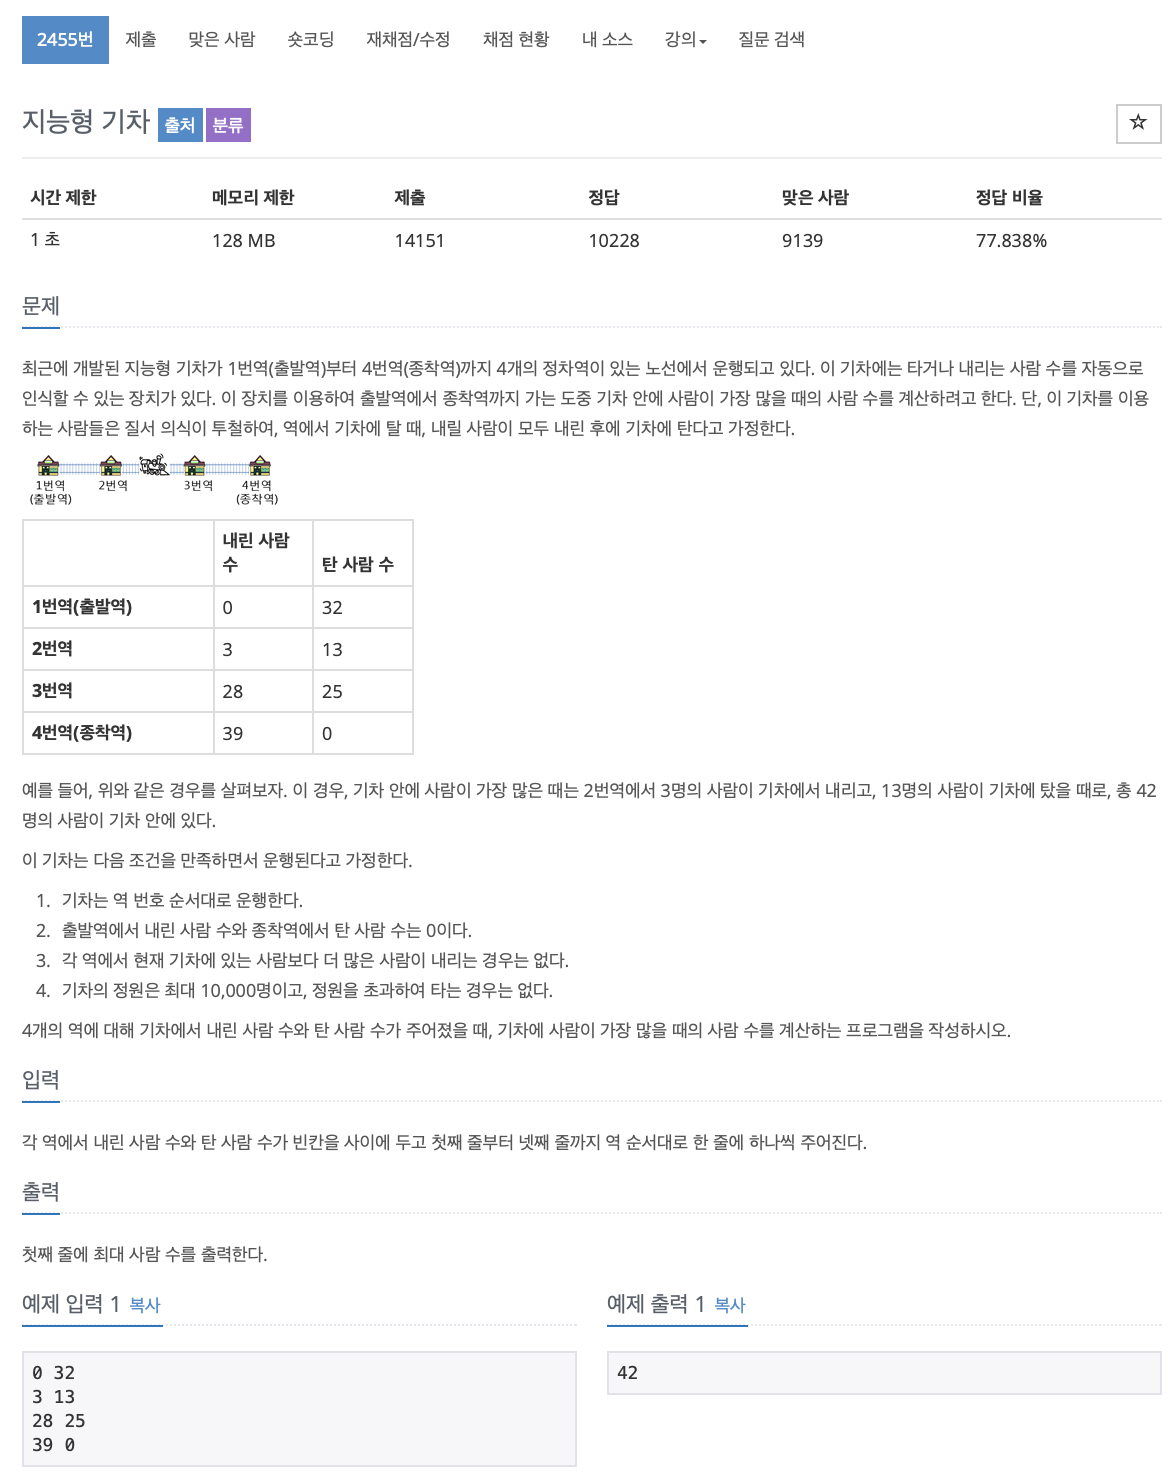 2455번 제출 맞은 사람 숏코딩 재채점/수정 채점 현황 내 소스 강의 질문 검색
지능형 기차 출처 분류
시간 제한 메모리 제한 제출 정답 맞은 사람 정답 비율
1 초 128 MB 14151 10228 9139 77.838%
문제
최근에 개발된 지능형 기차가 1번역(출발역)부터 4번역(종착역)까지 4개의 정차역이 있는 노선에서 운행되고 있다. 이 기차에는 타거나 내리는 사람 수를 자동으로
인식할 수 있는 장치가 있다. 이 장치를 이용하여 출발역에서 종착역까지 가는 도중 기차 안에 사람이 가장 많을 때의 사람 수를 계산하려고 한다. 단, 이 기차를 이용
하는 사람들은 질서 의식이 투철하여, 역에서 기차에 탈 때, 내릴 사람이 모두 내린 후에 기차에 탄다고 가정한다.
1번역 2번역 3번역 4번역
(출발역) (종착역)
내린 사람
수 탄 사람 수
1번역(출발역) 0 32
2번역 3 13
3번역 28 25
4번역(종착역) 39 0
예를 들어, 위와 같은 경우를 살펴보자. 이 경우, 기차 안에 사람이 가장 많은 때는 2번역에서 3명의 사람이 기차에서 내리고, 13명의 사람이 기차에 탔을 때로, 총 42
명의 사람이 기차 안에 있다.
이 기차는 다음 조건을 만족하면서 운행된다고 가정한다.
1. 기차는 역 번호 순서대로 운행한다.
2. 출발역에서 내린 사람 수와 종착역에서 탄 사람 수는 0이다.
3. 각 역에서 현재 기차에 있는 사람보다 더 많은 사람이 내리는 경우는 없다.
4. 기차의 정원은 최대 10,000명이고, 정원을 초과하여 타는 경우는 없다.
4개의 역에 대해 기차에서 내린 사람 수와 탄 사람 수가 주어졌을 때, 기차에 사람이 가장 많을 때의 사람 수를 계산하는 프로그램을 작성하시오.
입력
각 역에서 내린 사람 수와 탄 사람 수가 빈칸을 사이에 두고 첫째 줄부터 넷째 줄까지 역 순서대로 한 줄에 하나씩 주어진다.
출력
첫째 줄에 최대 사람 수를 출력한다.
예제 입력 1 복사
0 32
3 13
28 25
39 0
예제 출력 1 복사
42